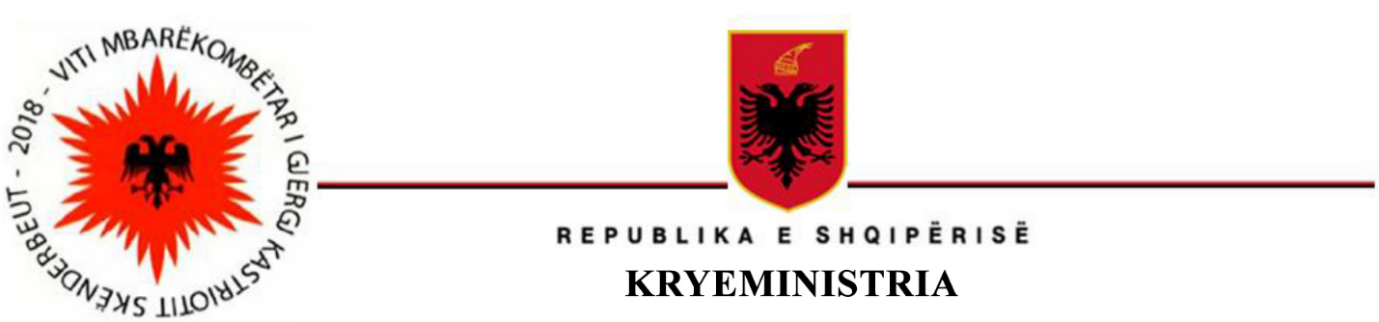 2018 - VITI MBARËKOMBËTAR I GJERGJ KASTRIOTIT SKËNDERBEUT -
REPUBLIKA E SHQIPËRISË
KRYEMINISTRIA